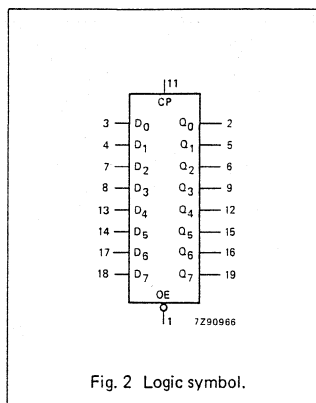 11
CP
3 D0 Q0 2
4 D1 Q1 5
7 D2 Q2 6
8 D3 Q3 9
13 D4 Q4 12
14 D5 Q5 15
17 D6 Q6 16
18 D7 Q7 19
OE
1 7Z90966
Fig. 2 Logic symbol.